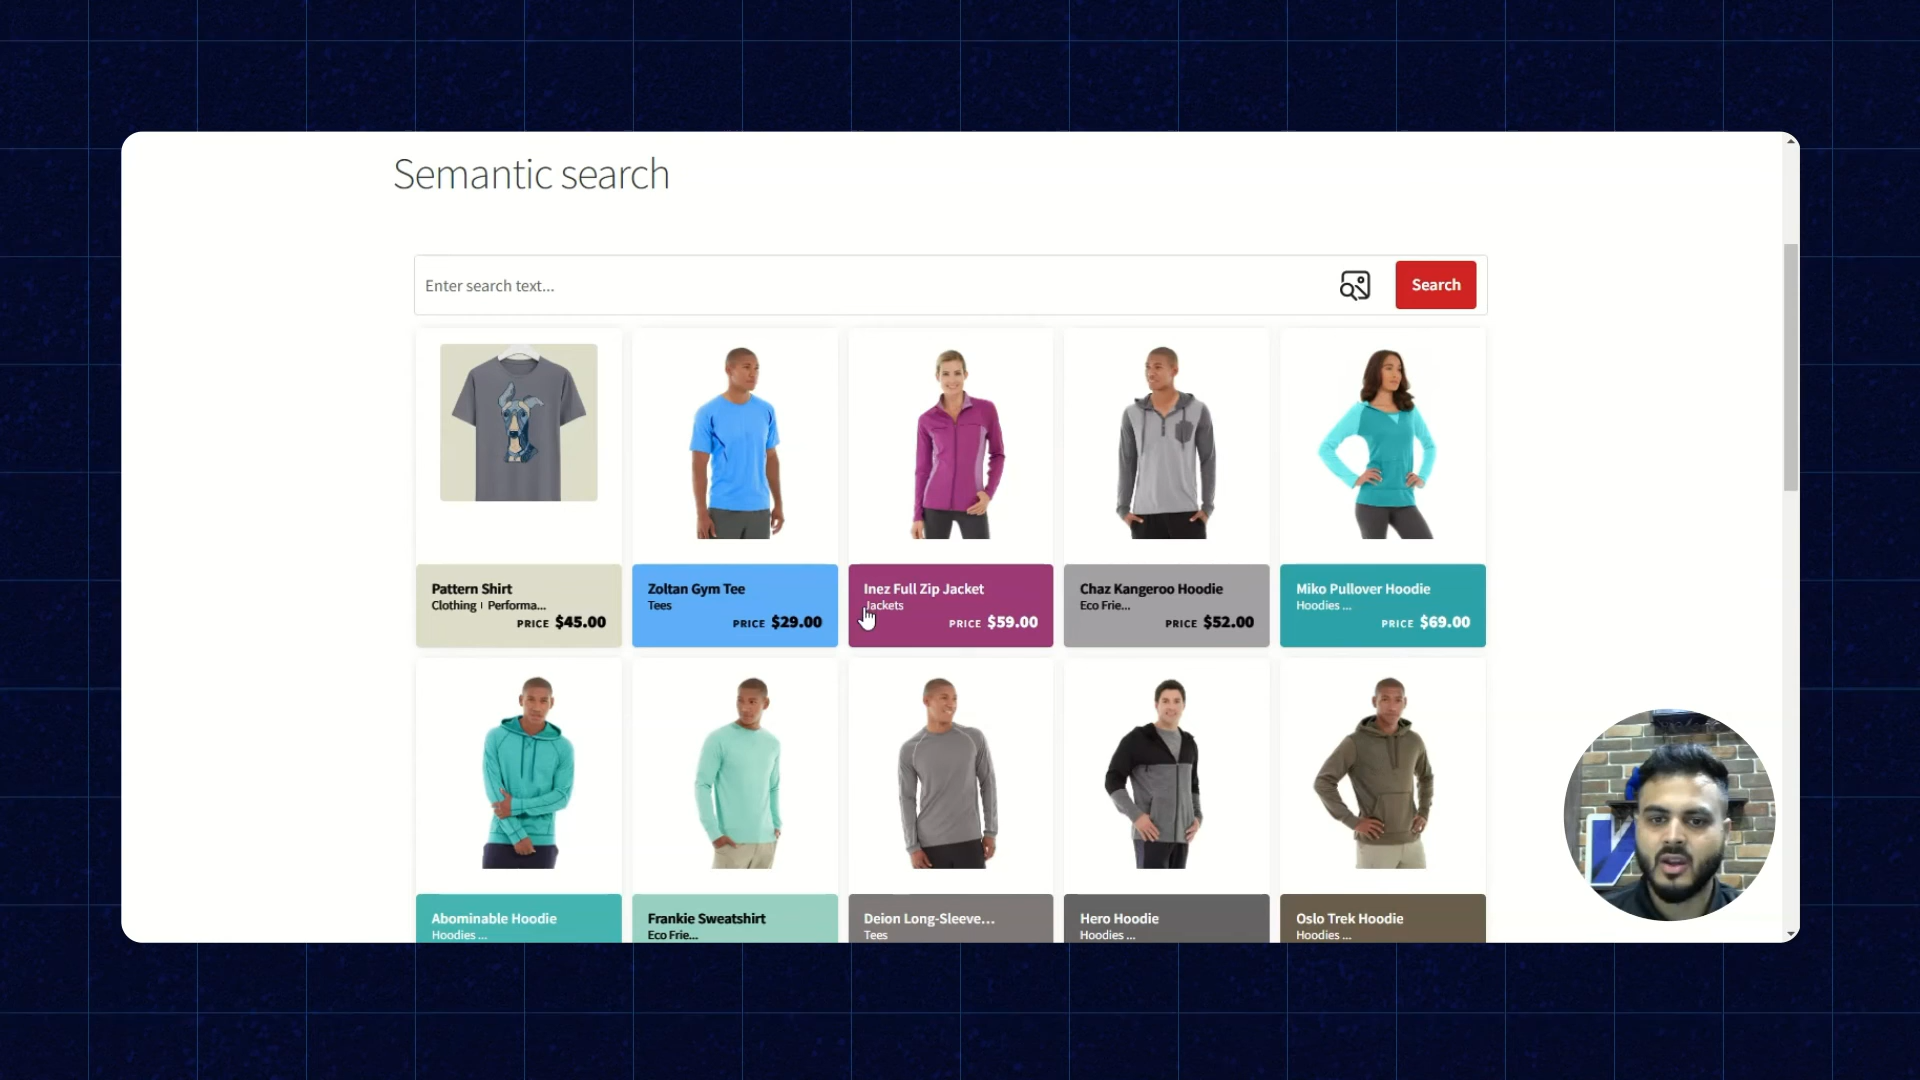 Semantic search
Enter search text...
Search
Pattern Shirt
Clothing | Performa...
PRICE $45.00
Zoltan Gym Tee
Tees
PRICE $29.00
Inez Full Zip Jacket
Jackets
PRICE $59.00
Chaz Kangeroo Hoodie
Eco Frie...
PRICE $52.00
Miko Pullover Hoodie
Hoodies ...
PRICE $69.00
Abominable Hoodie
Hoodies ...
Frankie Sweatshirt
Eco Frie...
Deion Long-Sleeve...
Tees
Hero Hoodie
Hoodies ...
Oslo Trek Hoodie
Hoodies ...